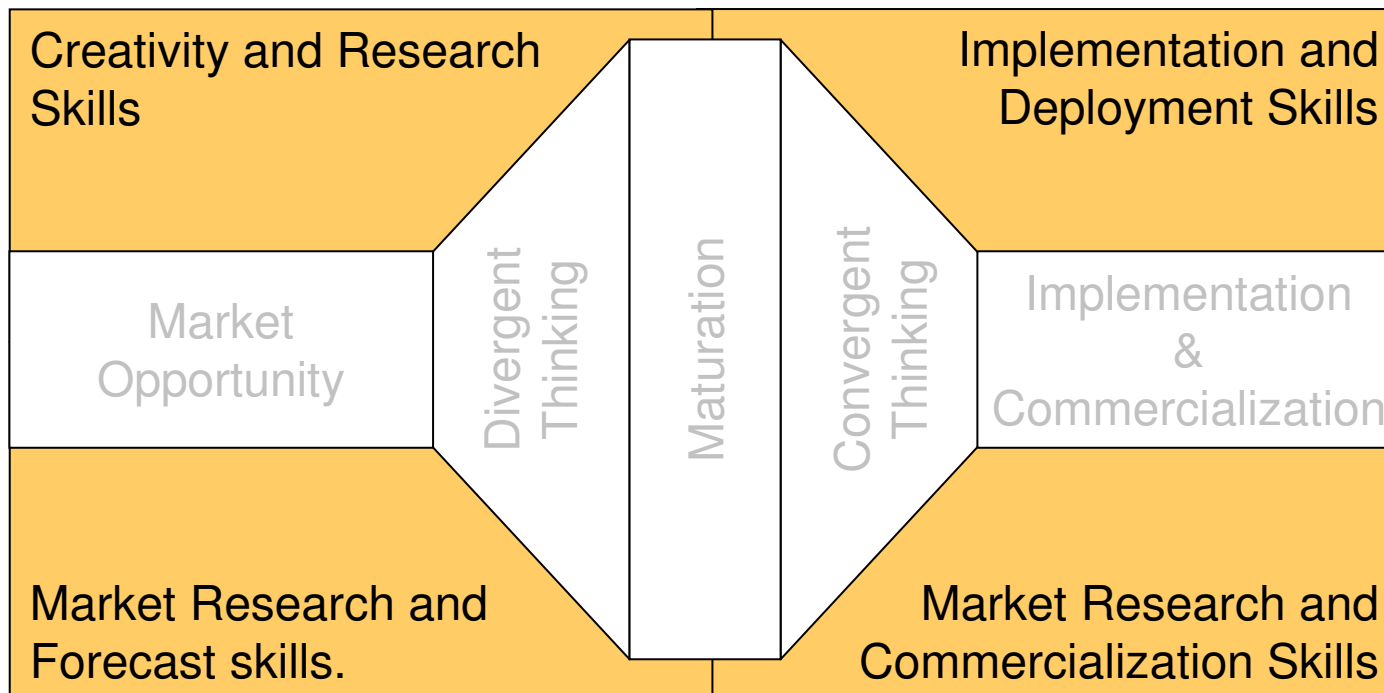 Creativity and Research
Skills
Implementation and
Deployment Skills
Market
Opportunity
Divergent
Thinking
Maturation
Convergent
Thinking
Implementation
&
Commercialization
Market Research and
Forecast skills.
Market Research and
Commercialization Skills